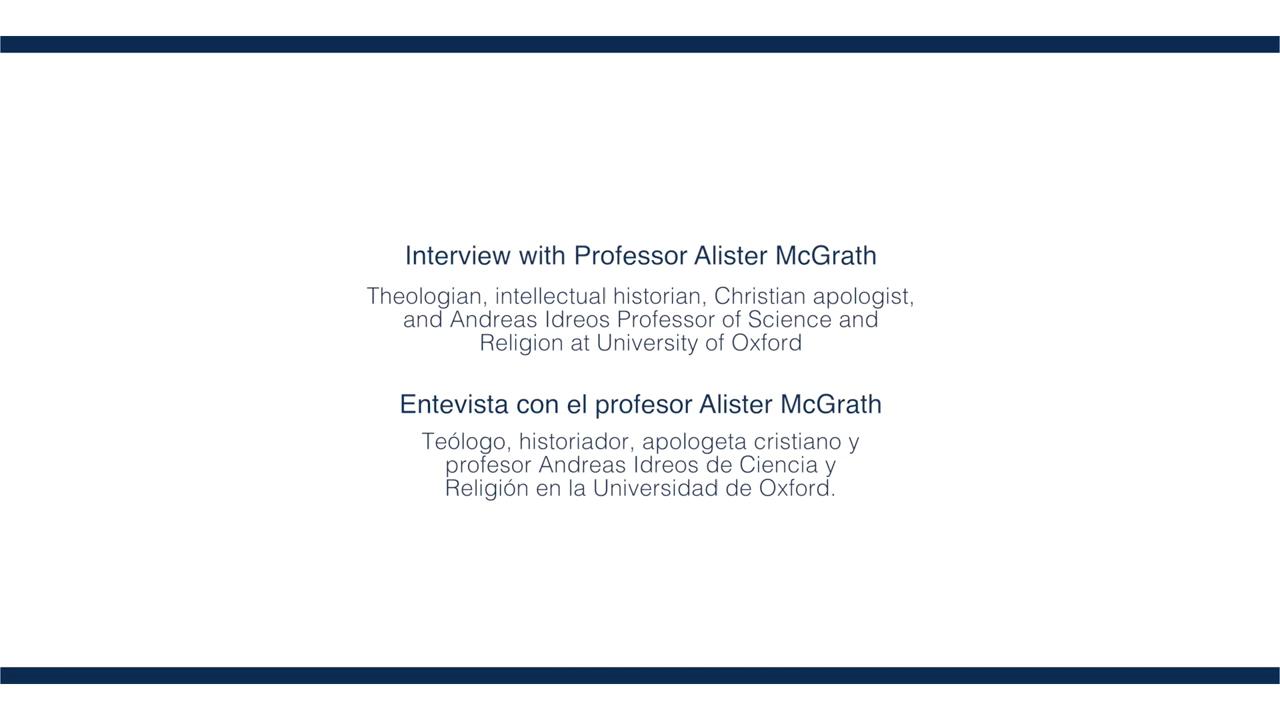 Interview with Professor Alister McGrath
Theologian, intellectual historian, Christian apologist,
and Andreas Idreos Professor of Science and
Religion at University of Oxford
Entevista con el profesor Alister McGrath
Teólogo, historiador, apologeta cristiano y
profesor Andreas Idreos de Ciencia y
Religión en la Universidad de Oxford.